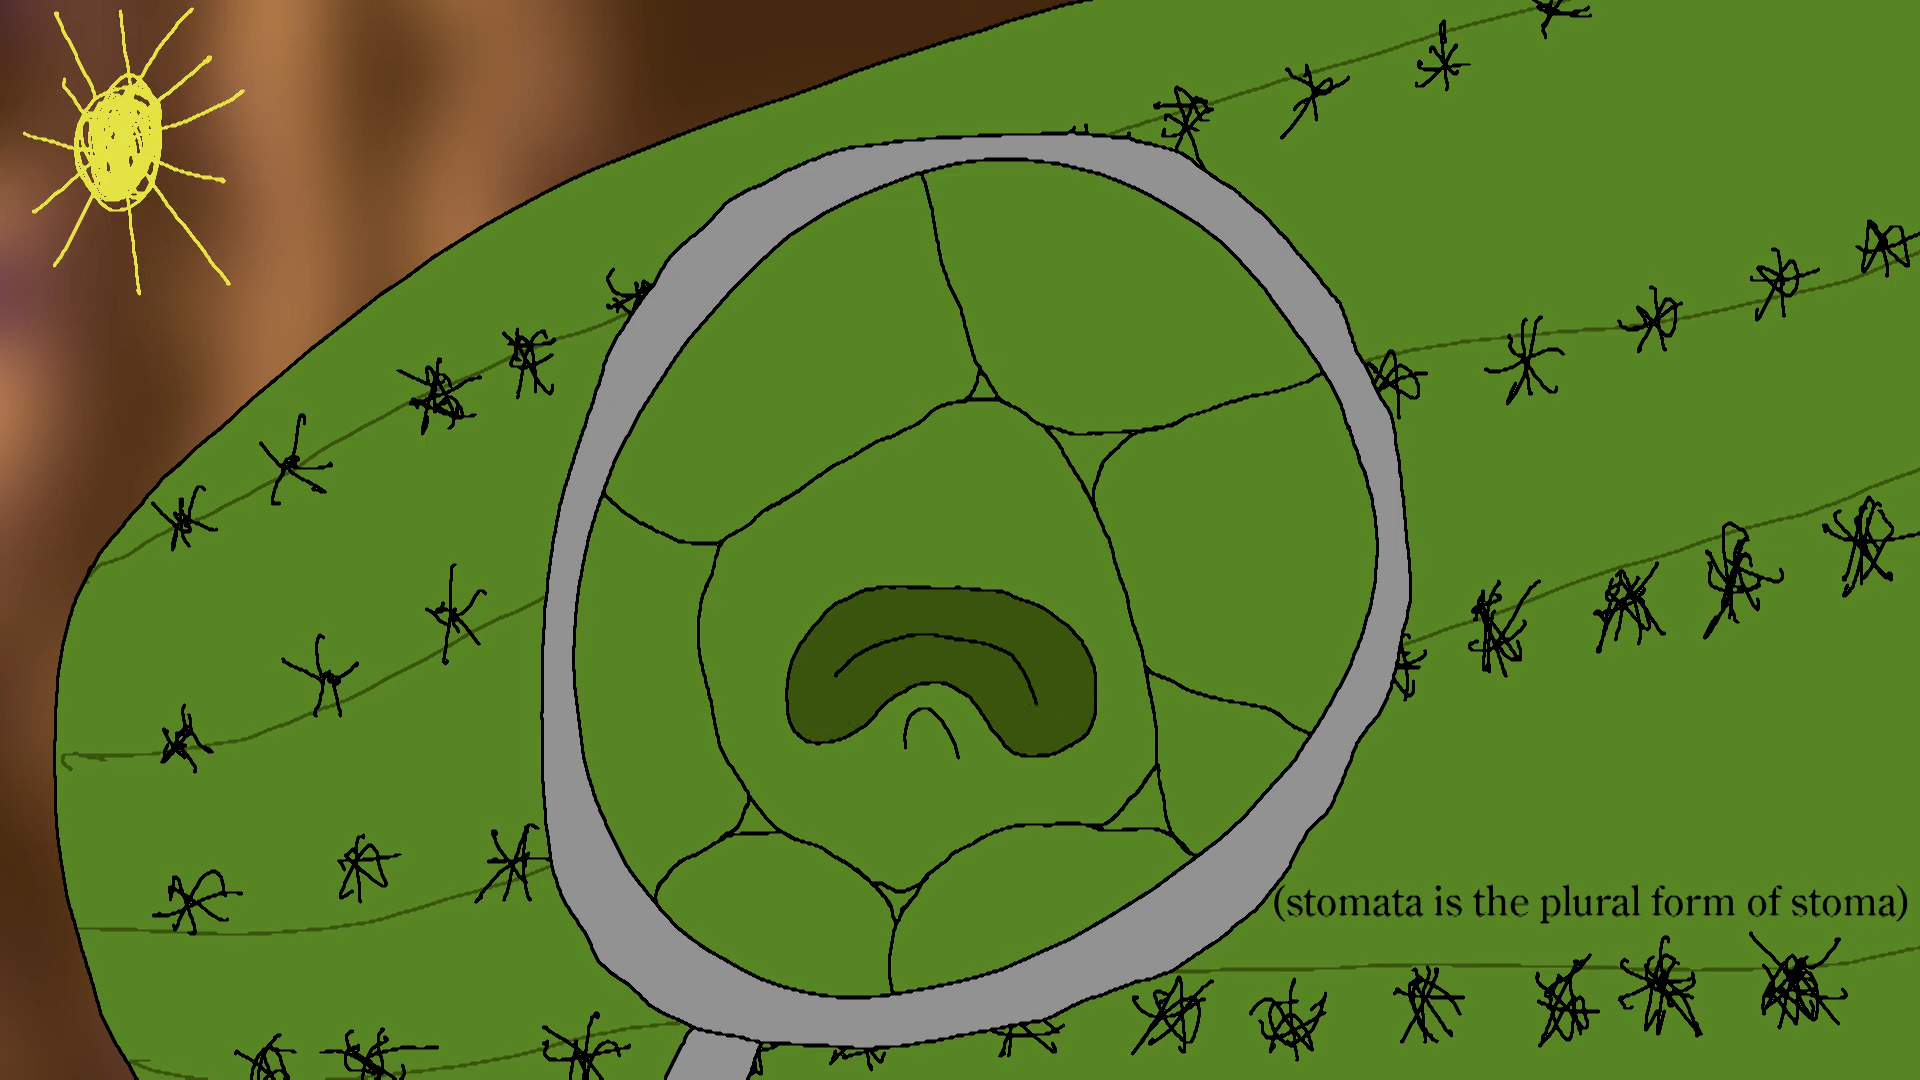 (stomata is the plural form of stoma)